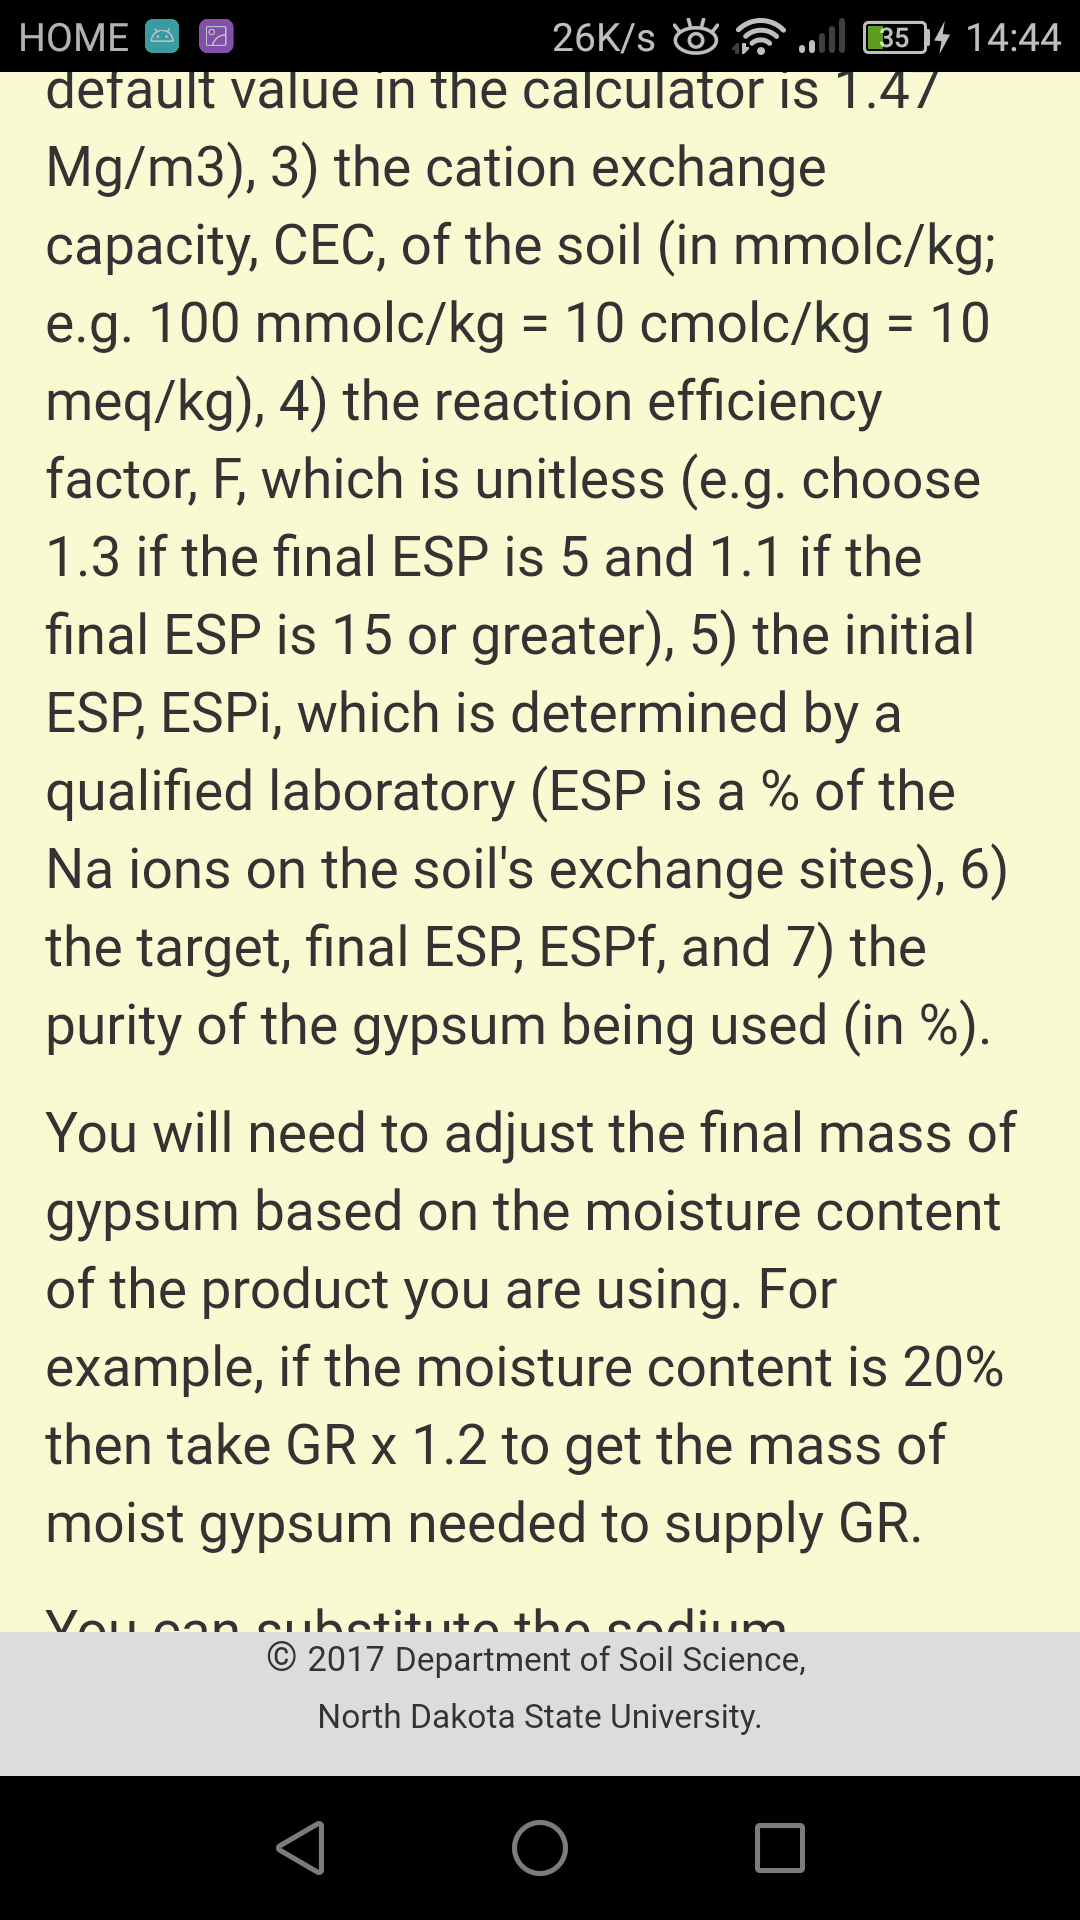 HOME 26K/s 35 14:44
default value in the calculator is 1.47
Mg/m3), 3) the cation exchange
capacity, CEC, of the soil (in mmolc/kg;
e.g. 100 mmolc/kg = 10 cmolc/kg = 10
meq/kg), 4) the reaction efficiency
factor, F, which is unitless (e.g. choose
1.3 if the final ESP is 5 and 1.1 if the
final ESP is 15 or greater), 5) the initial
ESP, ESPi, which is determined by a
qualified laboratory (ESP is a % of the
Na ions on the soil's exchange sites), 6)
the target, final ESP, ESPf, and 7) the
purity of the gypsum being used (in %).
You will need to adjust the final mass of
gypsum based on the moisture content
of the product you are using. For
example, if the moisture content is 20%
then take GR x 1.2 to get the mass of
moist gypsum needed to supply GR.
You can substitute the sodium
© 2017 Department of Soil Science,
North Dakota State University.